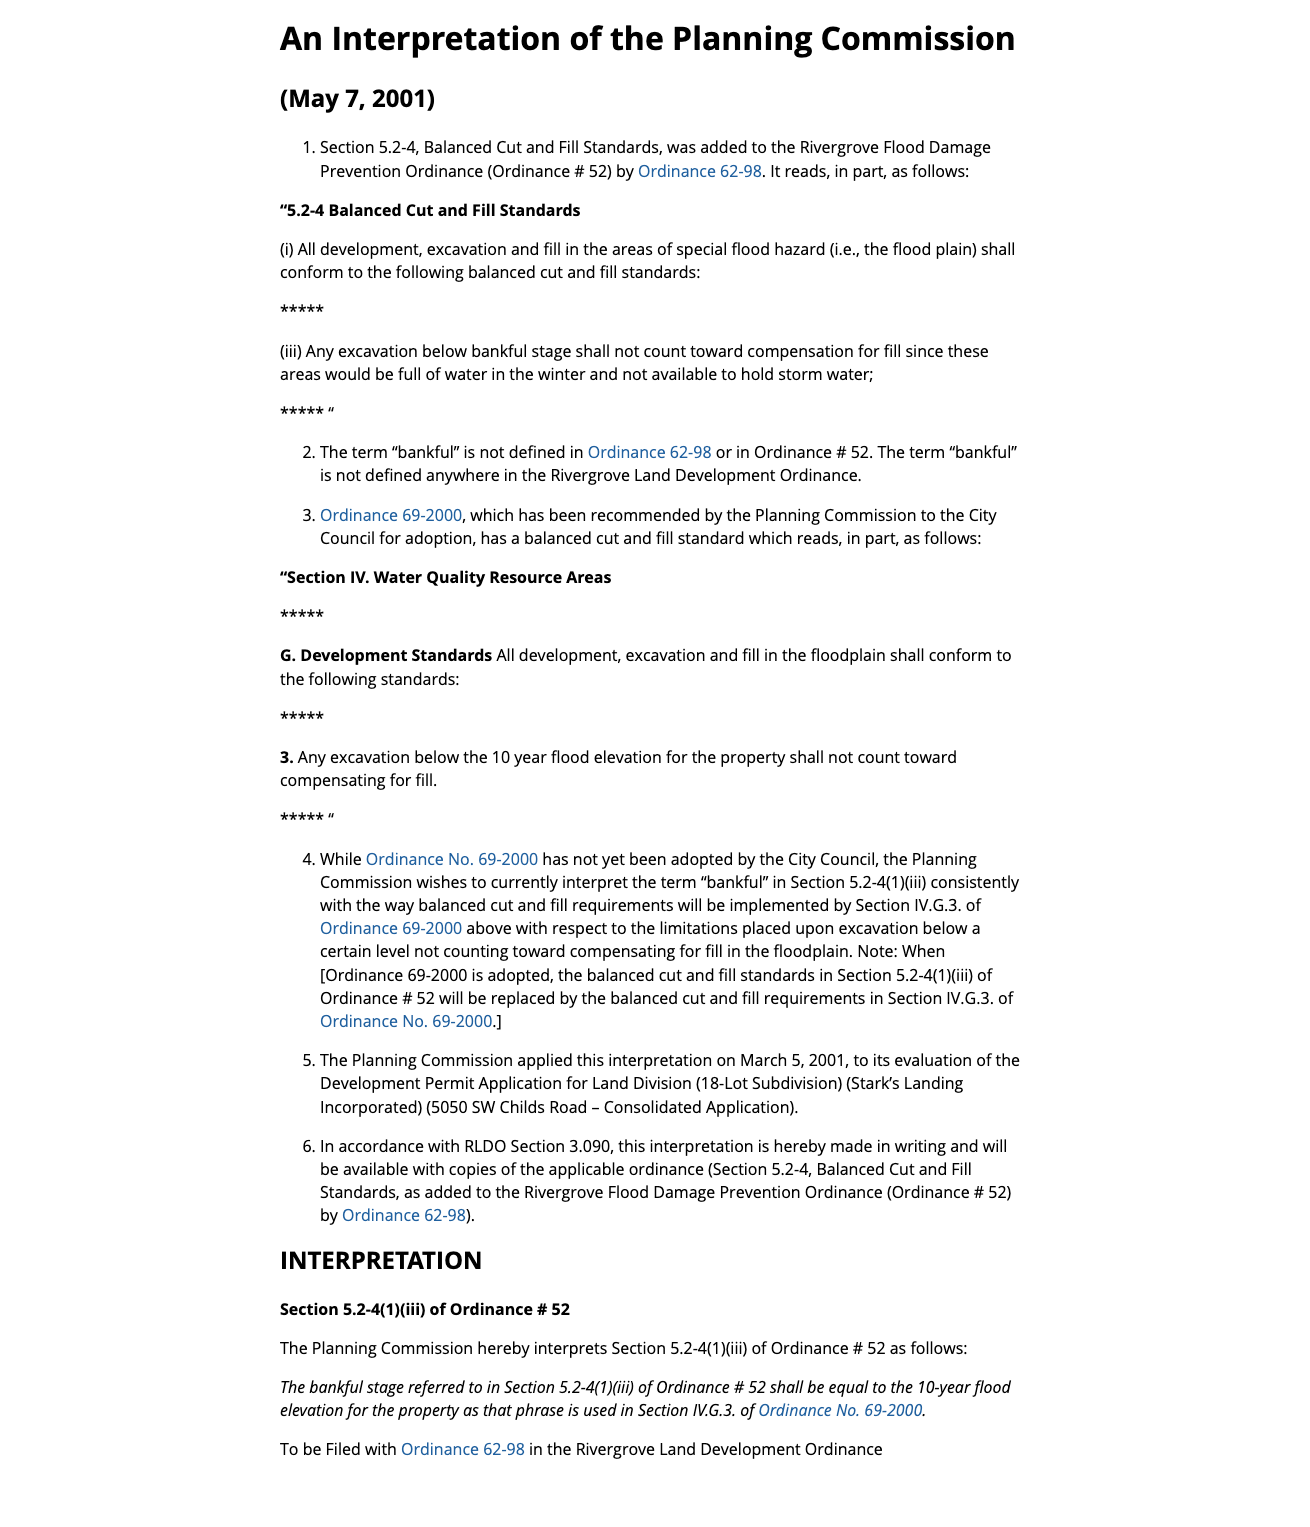 An Interpretation of the Planning Commission
(May 7, 2001)
1. Section 5.2-4, Balanced Cut and Fill Standards, was added to the Rivergrove Flood Damage
Prevention Ordinance (Ordinance # 52) by Ordinance 62-98. It reads, in part, as follows:
“5.2-4 Balanced Cut and Fill Standards
(i) All development, excavation and fill in the areas of special flood hazard (i.e., the flood plain) shall
conform to the following balanced cut and fill standards:
*****
(iii) Any excavation below bankful stage shall not count toward compensation for fill since these
areas would be full of water in the winter and not available to hold storm water;
***** “
2. The term “bankful” is not defined in Ordinance 62-98 or in Ordinance # 52. The term “bankful”
is not defined anywhere in the Rivergrove Land Development Ordinance.
3. Ordinance 69-2000, which has been recommended by the Planning Commission to the City
Council for adoption, has a balanced cut and fill standard which reads, in part, as follows:
“Section IV. Water Quality Resource Areas
*****
G. Development Standards All development, excavation and fill in the floodplain shall conform to
the following standards:
*****
3. Any excavation below the 10 year flood elevation for the property shall not count toward
compensating for fill.
***** “
4. While Ordinance No. 69-2000 has not yet been adopted by the City Council, the Planning
Commission wishes to currently interpret the term “bankful” in Section 5.2-4(1)(iii) consistently
with the way balanced cut and fill requirements will be implemented by Section IV.G.3. of
Ordinance 69-2000 above with respect to the limitations placed upon excavation below a
certain level not counting toward compensating for fill in the floodplain. Note: When
[Ordinance 69-2000 is adopted, the balanced cut and fill standards in Section 5.2-4(1)(iii) of
Ordinance # 52 will be replaced by the balanced cut and fill requirements in Section IV.G.3. of
Ordinance No. 69-2000.]
5. The Planning Commission applied this interpretation on March 5, 2001, to its evaluation of the
Development Permit Application for Land Division (18-Lot Subdivision) (Stark’s Landing
Incorporated) (5050 SW Childs Road – Consolidated Application).
6. In accordance with RLDO Section 3.090, this interpretation is hereby made in writing and will
be available with copies of the applicable ordinance (Section 5.2-4, Balanced Cut and Fill
Standards, as added to the Rivergrove Flood Damage Prevention Ordinance (Ordinance # 52)
by Ordinance 62-98).
INTERPRETATION
Section 5.2-4(1)(iii) of Ordinance # 52
The Planning Commission hereby interprets Section 5.2-4(1)(iii) of Ordinance # 52 as follows:
The bankful stage referred to in Section 5.2-4(1)(iii) of Ordinance # 52 shall be equal to the 10-year flood
elevation for the property as that phrase is used in Section IV.G.3. of Ordinance No. 69-2000.
To be Filed with Ordinance 62-98 in the Rivergrove Land Development Ordinance